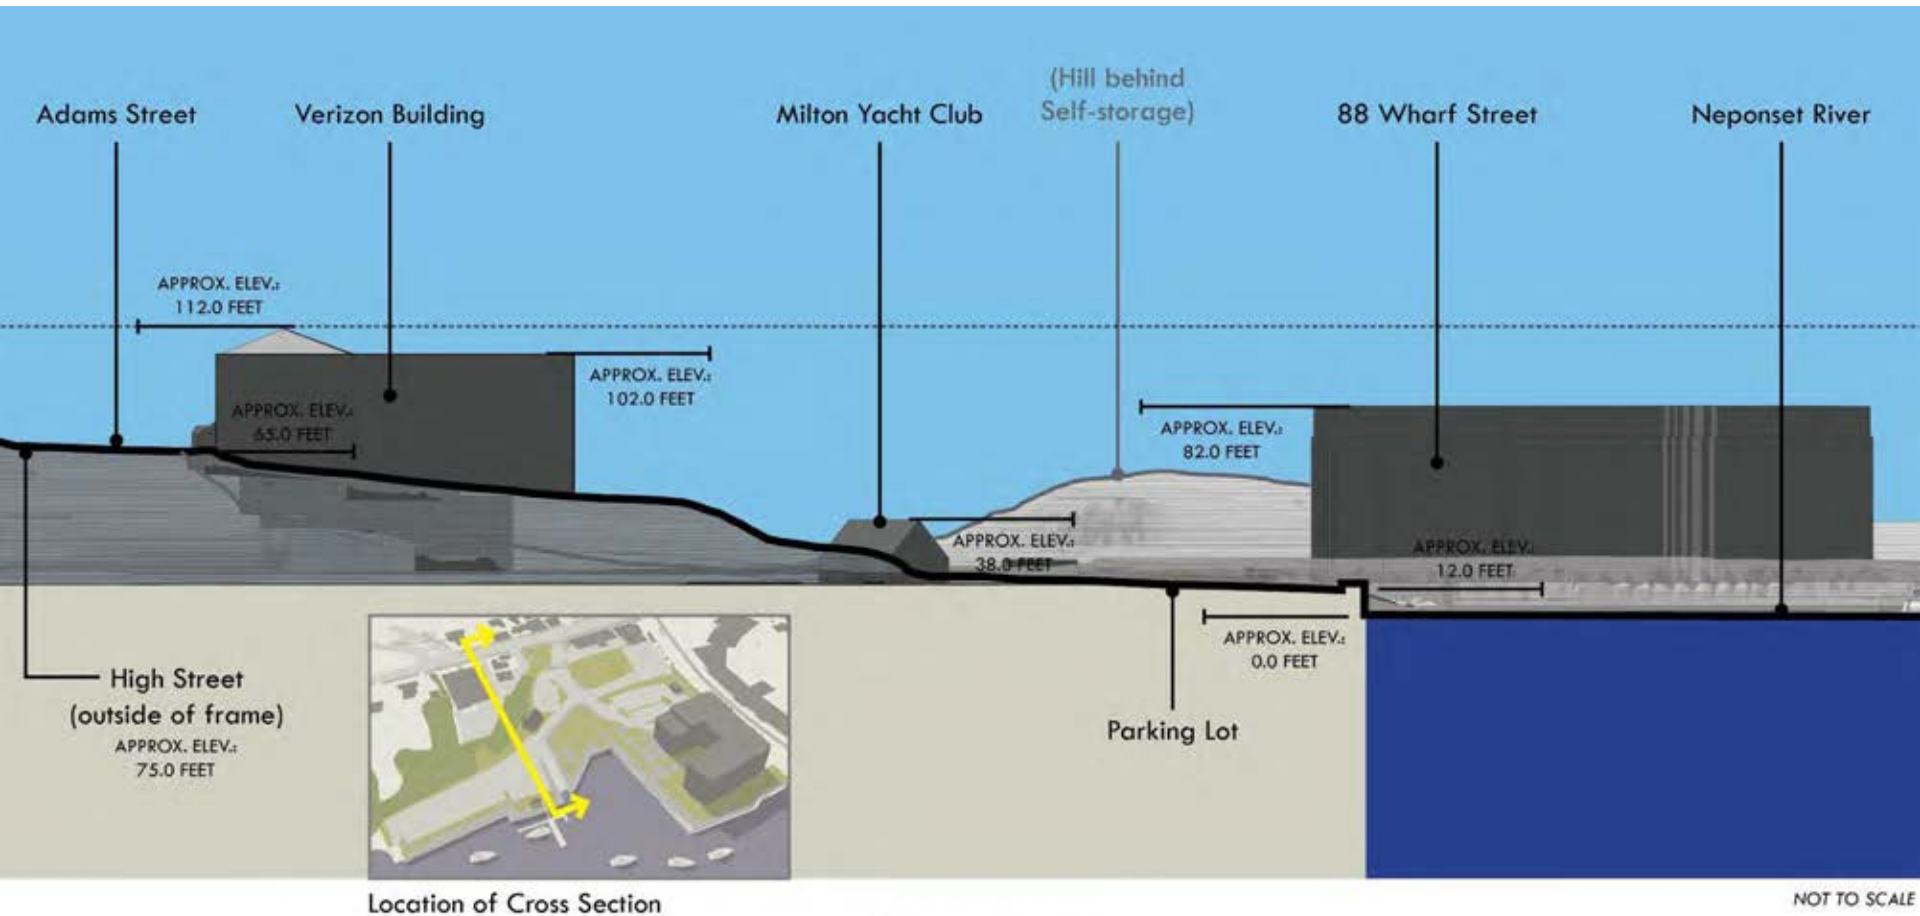 (Hill behind
Self-storage)
Adams Street
Verizon Building
Milton Yacht Club
88 Wharf Street
Neponset River
APPROX. ELEV.:
112.0 FEET
APPROX. ELEV.:
102.0 FEET
APPROX. ELEV.:
65.0 FEET
APPROX. ELEV.:
82.0 FEET
APPROX. ELEV.:
38.0 FEET
APPROX. ELEV.:
12.0 FEET
APPROX. ELEV.:
0.0 FEET
High Street
(outside of frame)
APPROX. ELEV.:
75.0 FEET
Parking Lot
Location of Cross Section
NOT TO SCALE